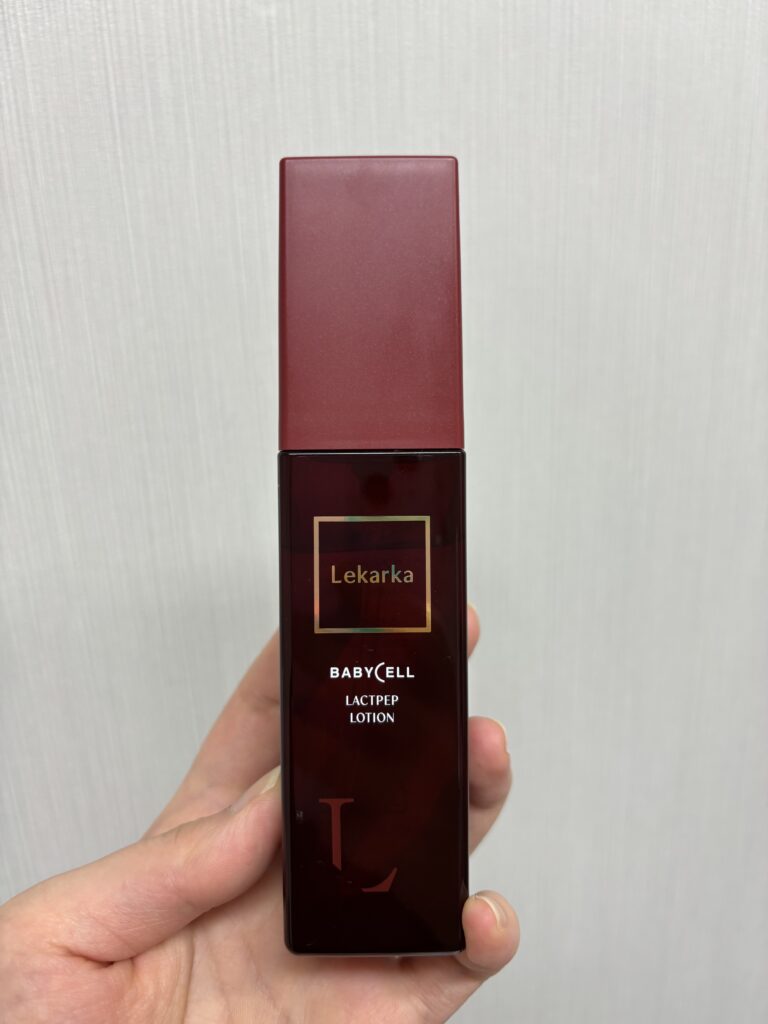 Lekarka
BABYCELL
LACTPEP
LOTION
L